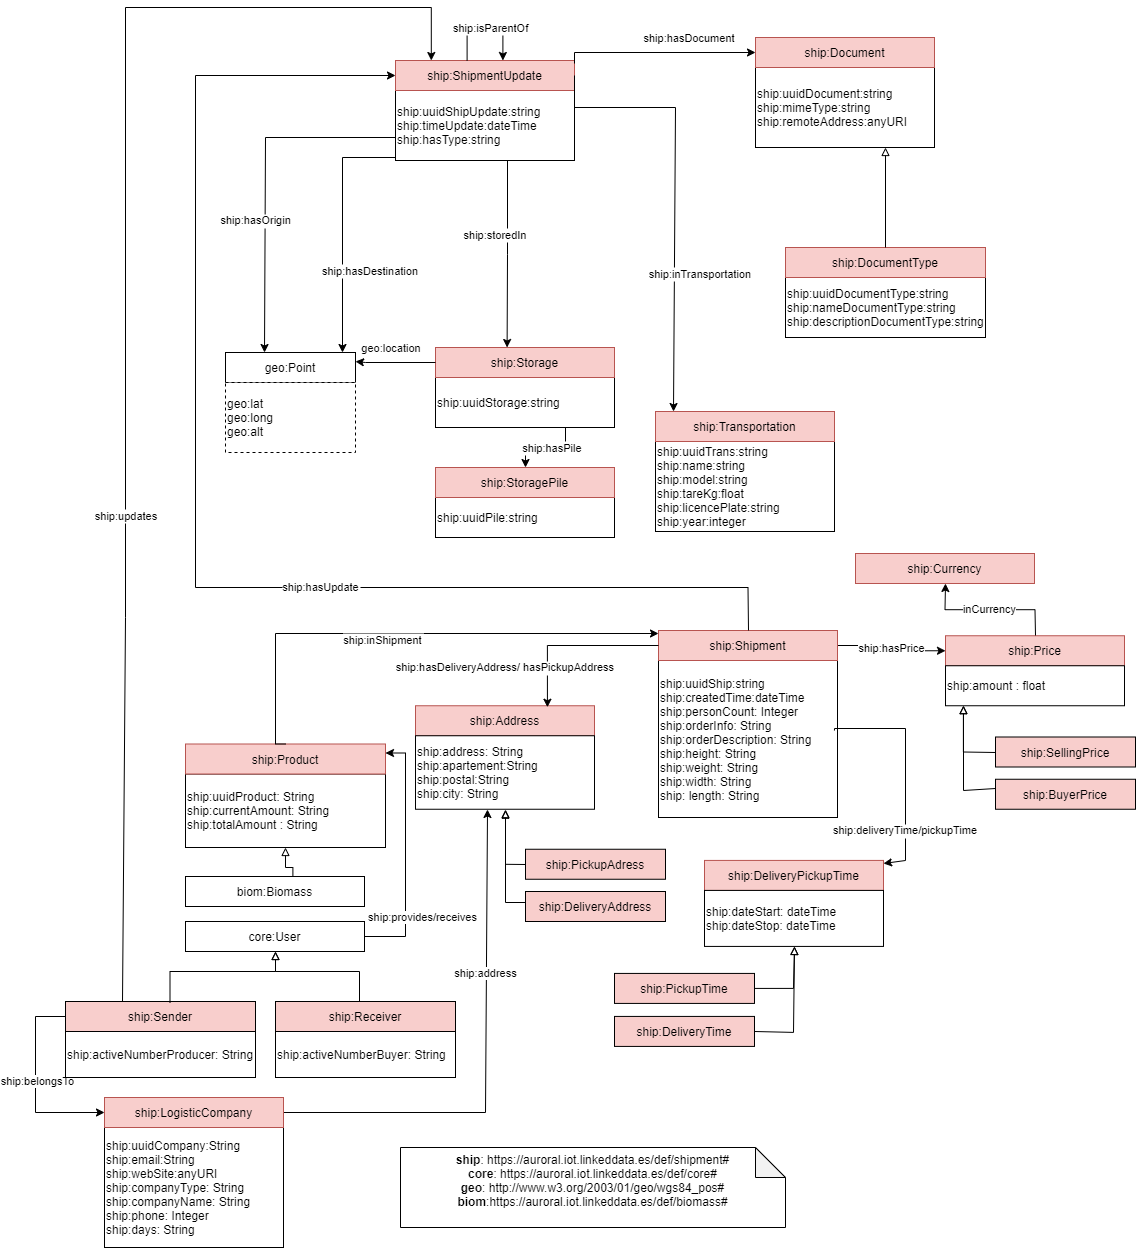 ship:isParentOf
ship:hasDocument
ship:Document
ship:uuidDocument:string
ship:mimeType:string
ship:remoteAddress:anyURI
ship:ShipmentUpdate
ship:uuidShipUpdate:string
ship:timeUpdate:dateTime
ship:hasType:string
ship:hasOrigin
ship:hasDestination
ship:storedIn
ship:inTransportation
ship:DocumentType
ship:uuidDocumentType:string
ship:nameDocumentType:string
ship:descriptionDocumentType:string
geo:Point
geo:lat
geo:long
geo:alt
geo:location
ship:Storage
ship:uuidStorage:string
ship:hasPile
ship:StoragePile
ship:uuidPile:string
ship:Transportation
ship:uuidTrans:string
ship:name:string
ship:model:string
ship:tareKg:float
ship:licencePlate:string
ship:year:integer
ship:updates
ship:hasUpdate
ship:Currency
inCurrency
ship:inShipment
ship:hasDeliveryAddress/ hasPickupAddress
ship:Shipment
ship:uuidShip:string
ship:createdTime:dateTime
ship:personCount: Integer
ship:orderInfo: String
ship:orderDescription: String
ship:height: String
ship:weight: String
ship:width: String
ship: length: String
ship:hasPrice
ship:Price
ship:amount : float
ship:SellingPrice
ship:BuyerPrice
ship:Address
ship:address: String
ship:apartement:String
ship:postal:String
ship:city: String
ship:Product
ship:uuidProduct: String
ship:currentAmount: String
ship:totalAmount : String
ship:deliveryTime/pickupTime
ship:PickupAdress
ship:DeliveryAddress
ship:DeliveryPickupTime
ship:dateStart: dateTime
ship:dateStop: dateTime
biom:Biomass
ship:provides/receives
core:User
ship:address
ship:PickupTime
ship:DeliveryTime
ship:Sender
ship:activeNumberProducer: String
ship:Receiver
ship:activeNumberBuyer: String
ship:belongsTo
ship:LogisticCompany
ship:uuidCompany:String
ship:email:String
ship:webSite:anyURI
ship:companyType: String
ship:companyName: String
ship:phone: Integer
ship:days: String
ship: https://auroral.iot.linkeddata.es/def/shipment#
core: https://auroral.iot.linkeddata.es/def/core#
geo: http://www.w3.org/2003/01/geo/wgs84_pos#
biom:https://auroral.iot.linkeddata.es/def/biomass#